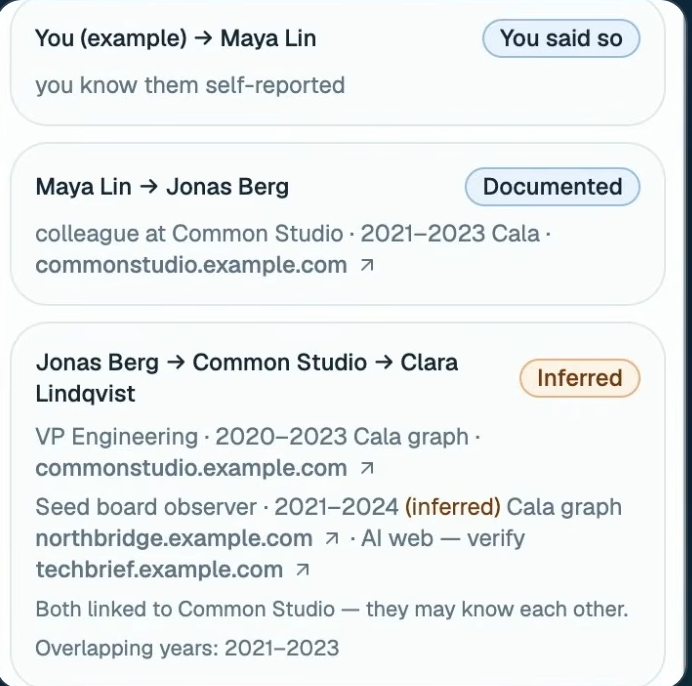 You (example) → Maya Lin
You said so
you know them self-reported
Maya Lin → Jonas Berg
Documented
colleague at Common Studio · 2021–2023 Cala ·
commonstudio.example.com ↗
Jonas Berg → Common Studio → Clara
Lindqvist
Inferred
VP Engineering · 2020–2023 Cala graph ·
commonstudio.example.com ↗
Seed board observer · 2021–2024 (inferred) Cala graph
northbridge.example.com ↗ · AI web — verify
techbrief.example.com ↗
Both linked to Common Studio — they may know each other.
Overlapping years: 2021–2023